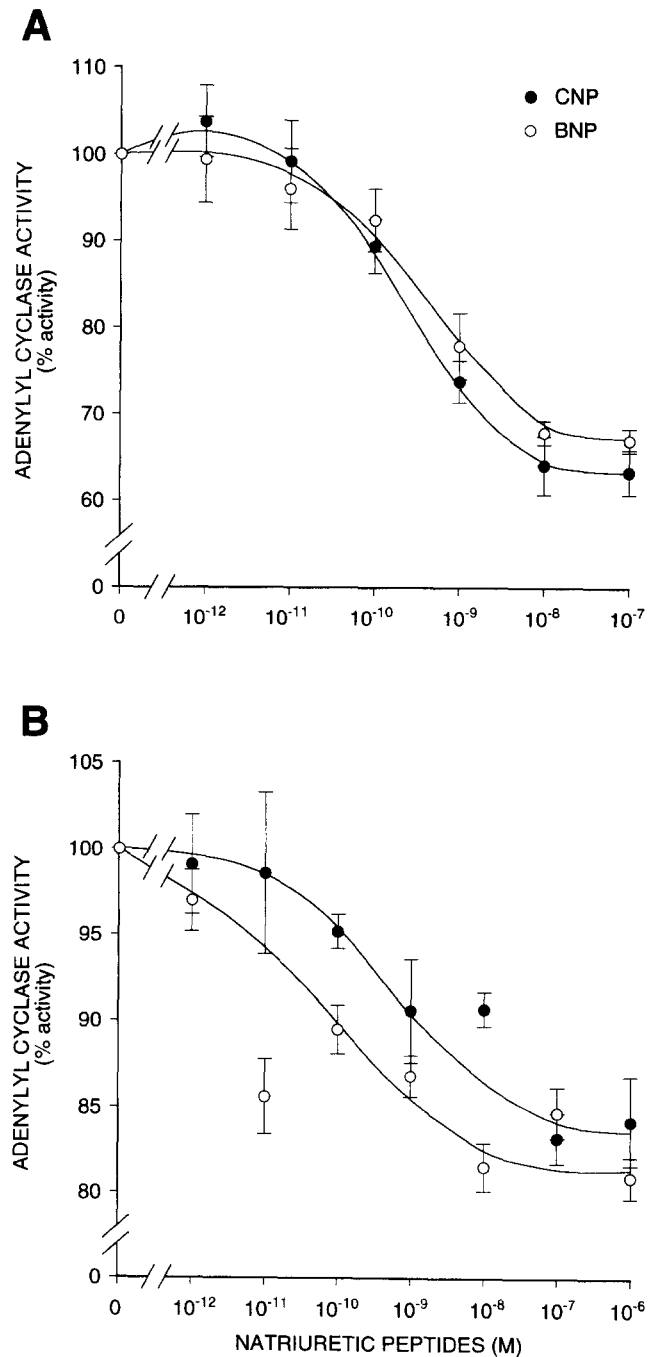 A
110
100
90
80
70
60
0
ADENYLYL CYCLASE ACTIVITY
(% activity)
CNP
BNP
0 10⁻¹² 10⁻¹¹ 10⁻¹⁰ 10⁻⁹ 10⁻⁸ 10⁻⁷
B
105
100
95
90
85
80
0
ADENYLYL CYCLASE ACTIVITY
(% activity)
0 10⁻¹² 10⁻¹¹ 10⁻¹⁰ 10⁻⁹ 10⁻⁸ 10⁻⁷ 10⁻⁶
NATRIURETIC PEPTIDES (M)